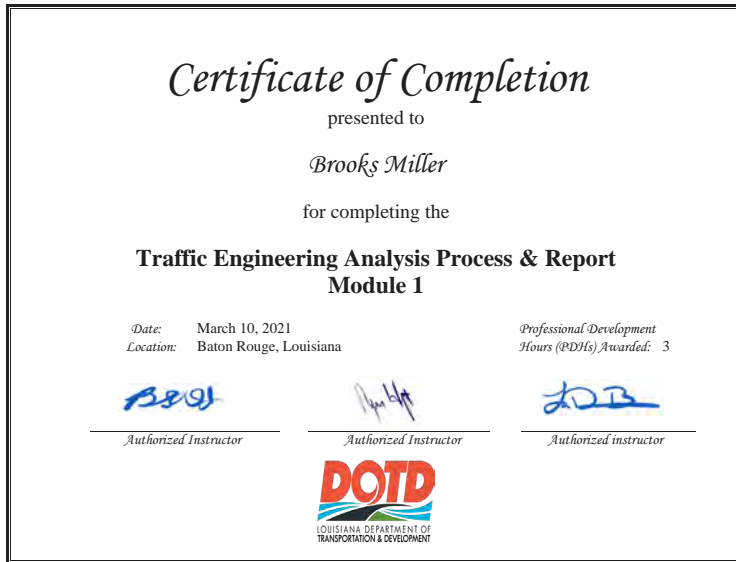 Certificate of Completion
presented to
Brooks Miller
for completing the
Traffic Engineering Analysis Process & Report
Module 1
Date: March 10, 2021
Location: Baton Rouge, Louisiana
Professional Development
Hours (PDHs) Awarded: 3
Authorized Instructor
Authorized Instructor
Authorized instructor
DOTD
LOUISIANA DEPARTMENT OF
TRANSPORTATION & DEVELOPMENT